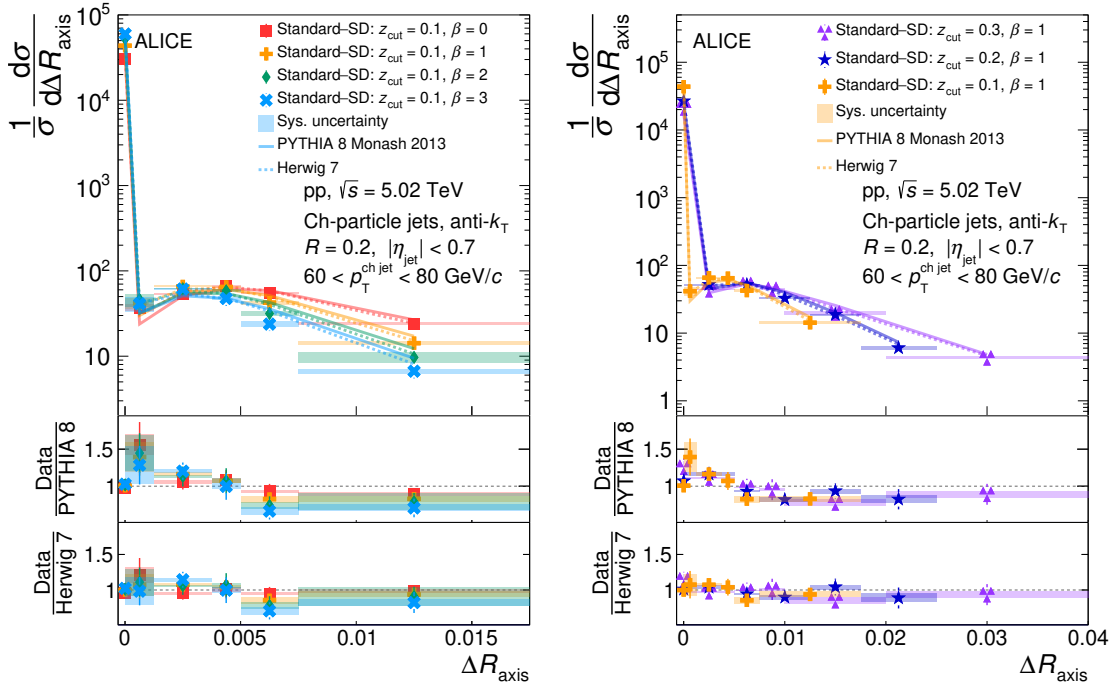 1/σ dσ/dΔR_axis
10^5
10^4
10^3
10^2
10
ALICE
Standard–SD: z_cut = 0.1, β = 0
Standard–SD: z_cut = 0.1, β = 1
Standard–SD: z_cut = 0.1, β = 2
Standard–SD: z_cut = 0.1, β = 3
Sys. uncertainty
PYTHIA 8 Monash 2013
Herwig 7
pp, √s = 5.02 TeV
Ch-particle jets, anti-k_T
R = 0.2, |η_jet| < 0.7
60 < p_T^ch jet < 80 GeV/c
Data
PYTHIA 8
1.5
1
Data
Herwig 7
1.5
1
0 0.005 0.01 0.015
ΔR_axis
1/σ dσ/dΔR_axis
10^5
10^4
10^3
10^2
10
1
ALICE
Standard–SD: z_cut = 0.3, β = 1
Standard–SD: z_cut = 0.2, β = 1
Standard–SD: z_cut = 0.1, β = 1
Sys. uncertainty
PYTHIA 8 Monash 2013
Herwig 7
pp, √s = 5.02 TeV
Ch-particle jets, anti-k_T
R = 0.2, |η_jet| < 0.7
60 < p_T^ch jet < 80 GeV/c
Data
PYTHIA 8
1.5
1
Data
Herwig 7
1.5
1
0 0.01 0.02 0.03 0.04
ΔR_axis